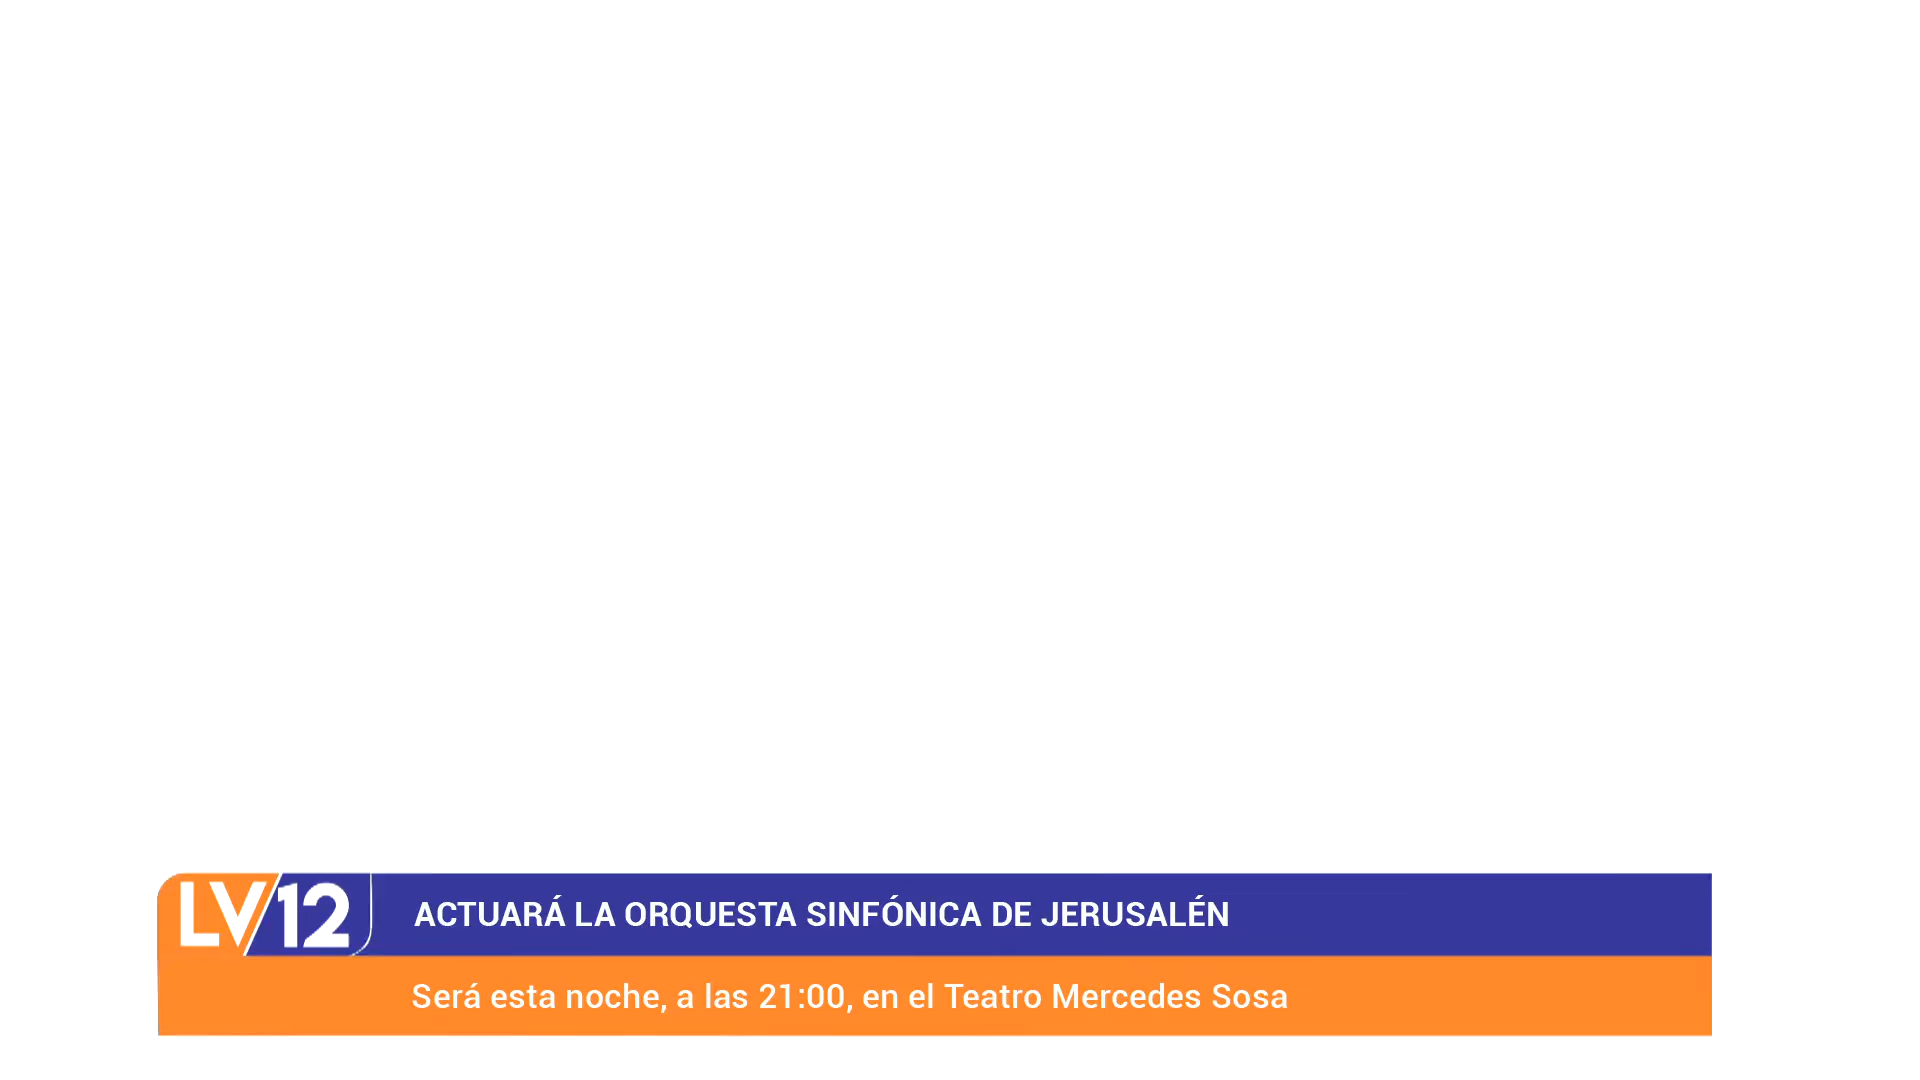 LV12
ACTUARÁ LA ORQUESTA SINFÓNICA DE JERUSALÉN
Será esta noche, a las 21:00, en el Teatro Mercedes Sosa